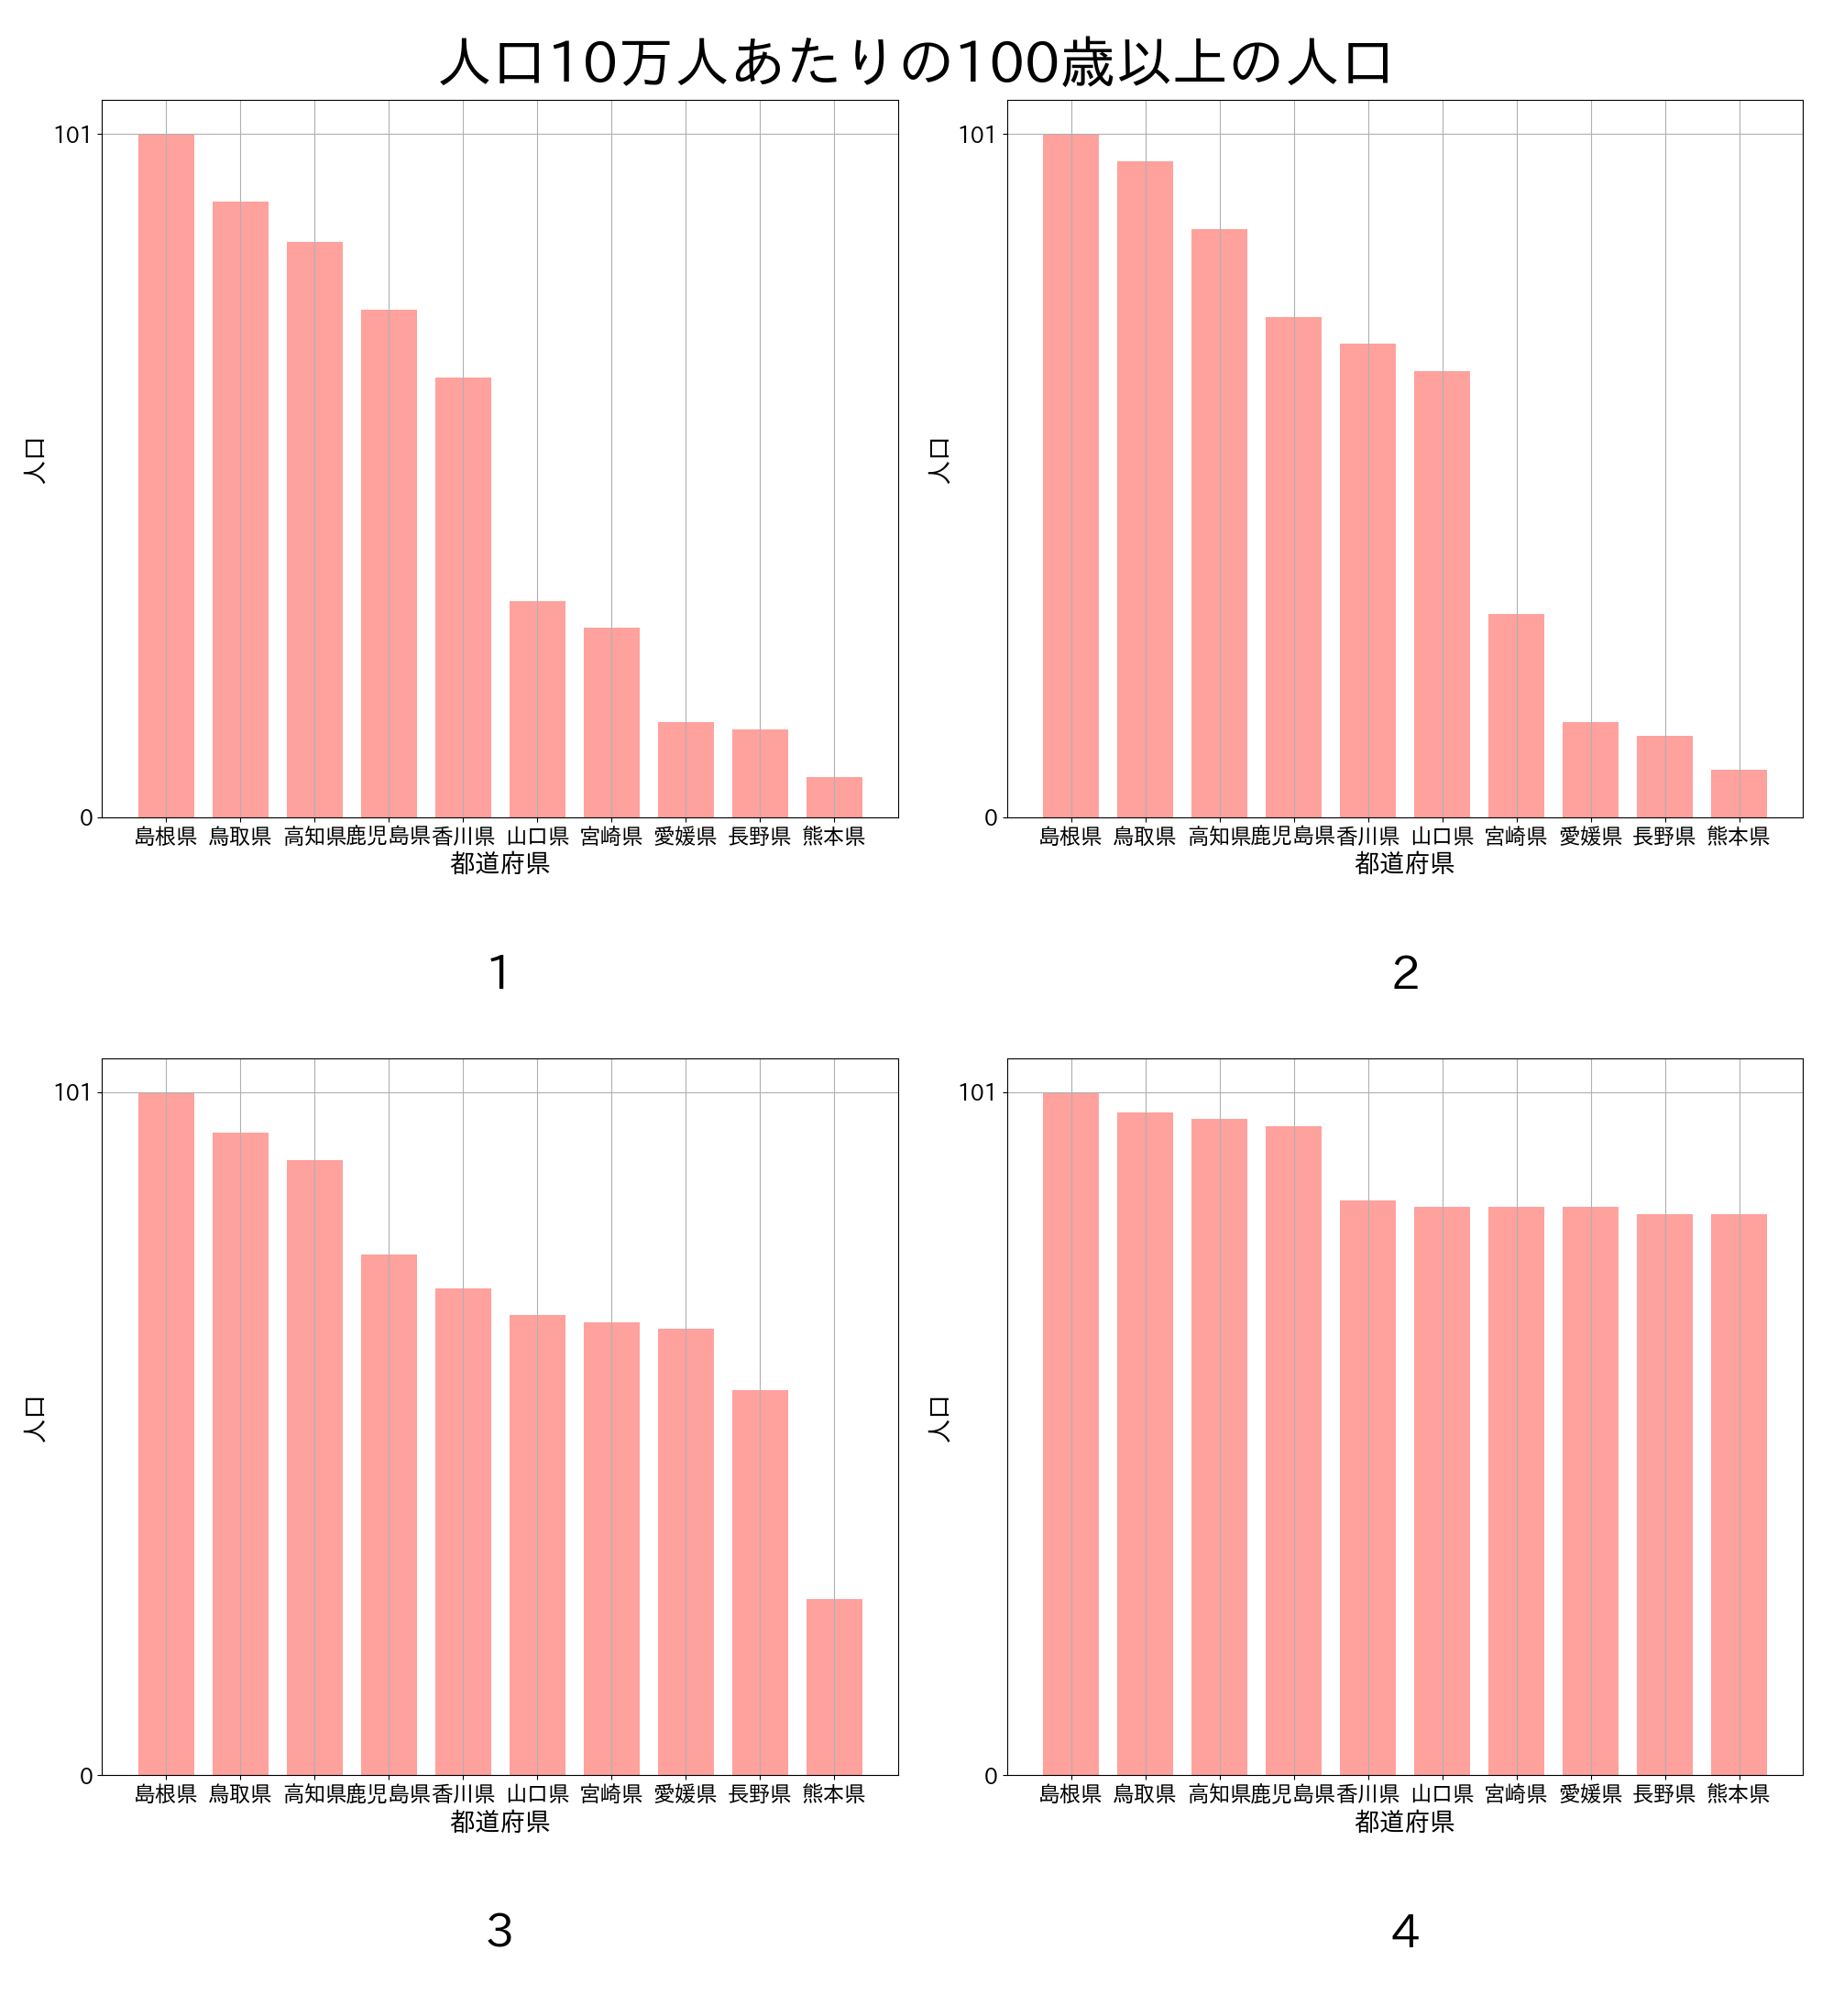 人口10万人あたりの100歳以上の人口
101
0
人口
島根県 鳥取県 高知県 鹿児島県 香川県 山口県 宮崎県 愛媛県 長野県 熊本県
都道府県
1
101
0
人口
島根県 鳥取県 高知県 鹿児島県 香川県 山口県 宮崎県 愛媛県 長野県 熊本県
都道府県
2
101
0
人口
島根県 鳥取県 高知県 鹿児島県 香川県 山口県 宮崎県 愛媛県 長野県 熊本県
都道府県
3
101
0
人口
島根県 鳥取県 高知県 鹿児島県 香川県 山口県 宮崎県 愛媛県 長野県 熊本県
都道府県
4